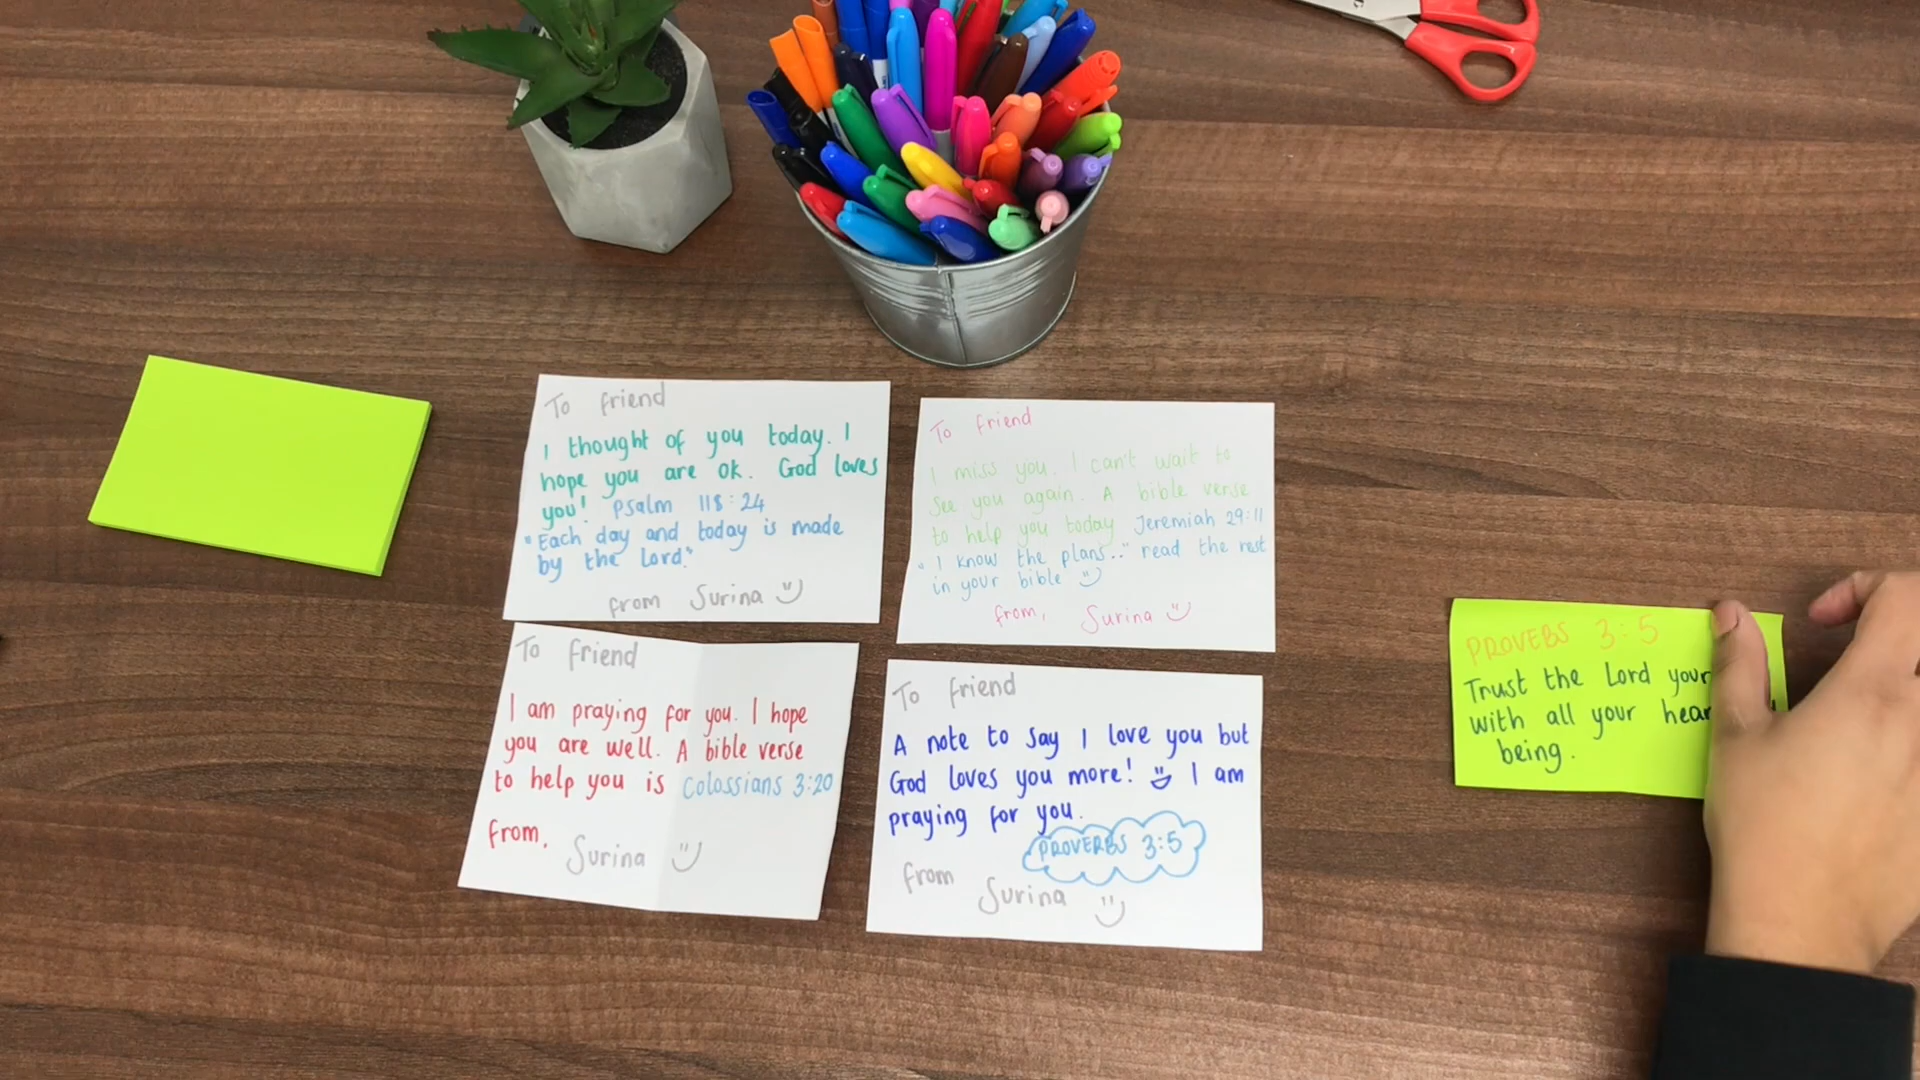 To friend
I thought of you today. I
hope you are ok. God loves
you! Psalm 118:24
"Each day and today is made
by the Lord."
from Surina
To friend
I miss you. I can't wait to
See you again. A bible verse
to help you today Jeremiah 29:11
"I know the plans.." read the rest
in your bible
from, Surina
To friend
I am praying for you. I hope
you are well. A bible verse
to help you is Colossians 3:20
from,
Surina
To friend
A note to say I love you but
God loves you more! I am
praying for you.
PROVERBS 3:5
from
Surina
PROVERBS 3:5
Trust the Lord your
with all your
being.